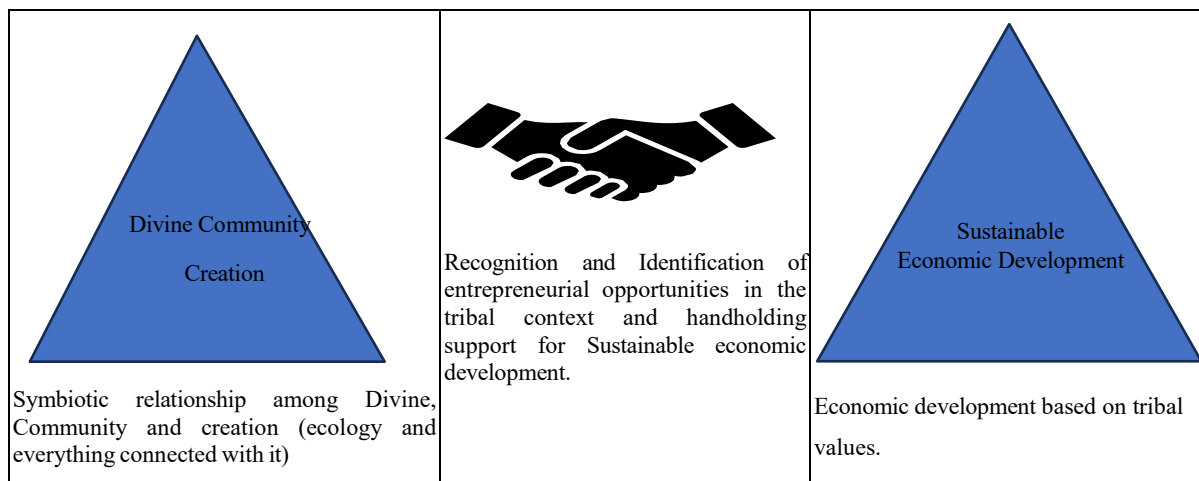 Divine Community
Creation
Symbiotic relationship among Divine,
Community and creation (ecology and
everything connected with it)
Recognition and Identification of
entrepreneurial opportunities in the
tribal context and handholding
support for Sustainable economic
development.
Sustainable
Economic Development
Economic development based on tribal
values.